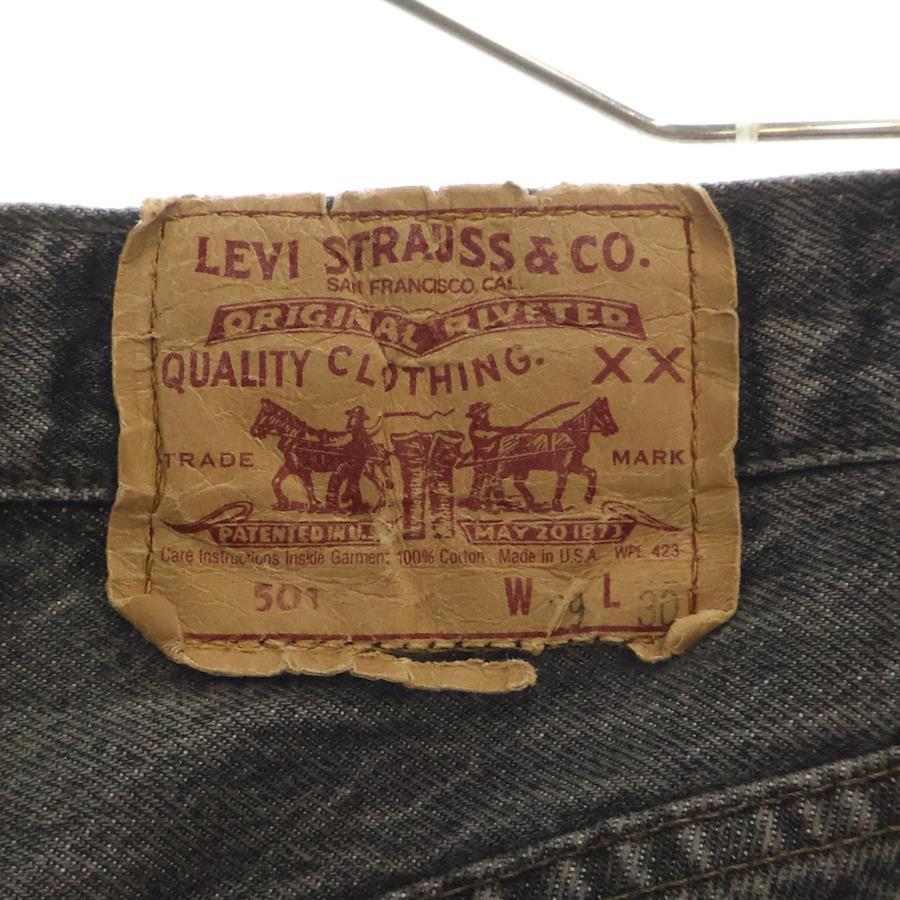 LEVI STRAUSS & CO.
SAN FRANCISCO, CAL.
ORIGINAL RIVETED
QUALITY CLOTHING. XX
TRADE MARK
PATENTED IN U.S. MAY 20 1873
Care Instructions Inside Garment 100% Cotton Made in U.S.A. WPL 423
501 W L 30